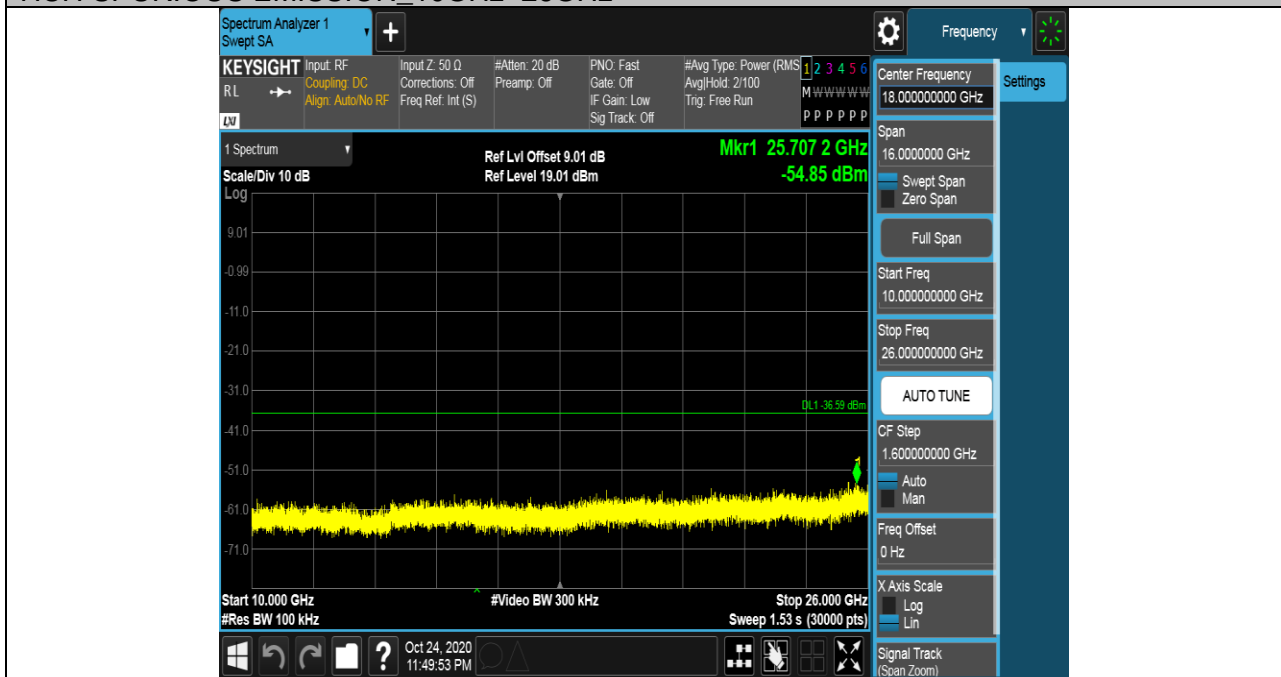 Spectrum Analyzer 1
Swept SA
+
Frequency
KEYSIGHT
RL
LXI
Input: RF
Coupling: DC
Align: Auto/No RF
Input Z: 50 Ω
Corrections: Off
Freq Ref: Int (S)
#Atten: 20 dB
Preamp: Off
PNO: Fast
Gate: Off
IF Gain: Low
Sig Track: Off
#Avg Type: Power (RMS
Avg|Hold: 2/100
Trig: Free Run
1 2 3 4 5 6
M W W W W W
P P P P P P
1 Spectrum
Scale/Div 10 dB
Log
Ref Lvl Offset 9.01 dB
Ref Level 19.01 dBm
Mkr1 25.707 2 GHz
-54.85 dBm
9.01
-0.99
-11.0
-21.0
-31.0
DL1 -36.59 dBm
-41.0
-51.0
1
-61.0
-71.0
Start 10.000 GHz
#Video BW 300 kHz
Stop 26.000 GHz
#Res BW 100 kHz
Sweep 1.53 s (30000 pts)
?
Oct 24, 2020
11:49:53 PM
Center Frequency
18.000000000 GHz
Span
16.0000000 GHz
Swept Span
Zero Span
Full Span
Start Freq
10.000000000 GHz
Stop Freq
26.000000000 GHz
AUTO TUNE
CF Step
1.600000000 GHz
Auto
Man
Freq Offset
0 Hz
X Axis Scale
Log
Lin
Signal Track
(Span Zoom)
Settings